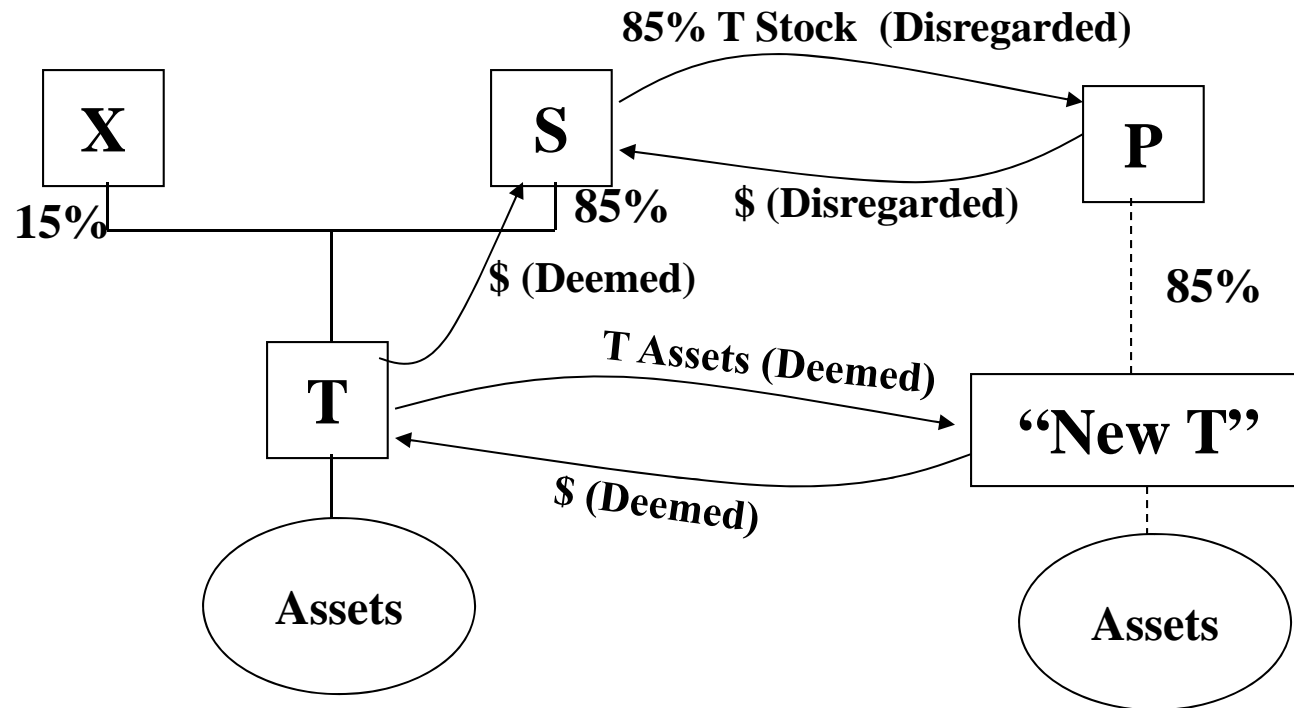 85% T Stock (Disregarded)
X
S
P
15%
85%
$ (Disregarded)
$ (Deemed)
85%
T Assets (Deemed)
T
“New T”
$ (Deemed)
Assets
Assets